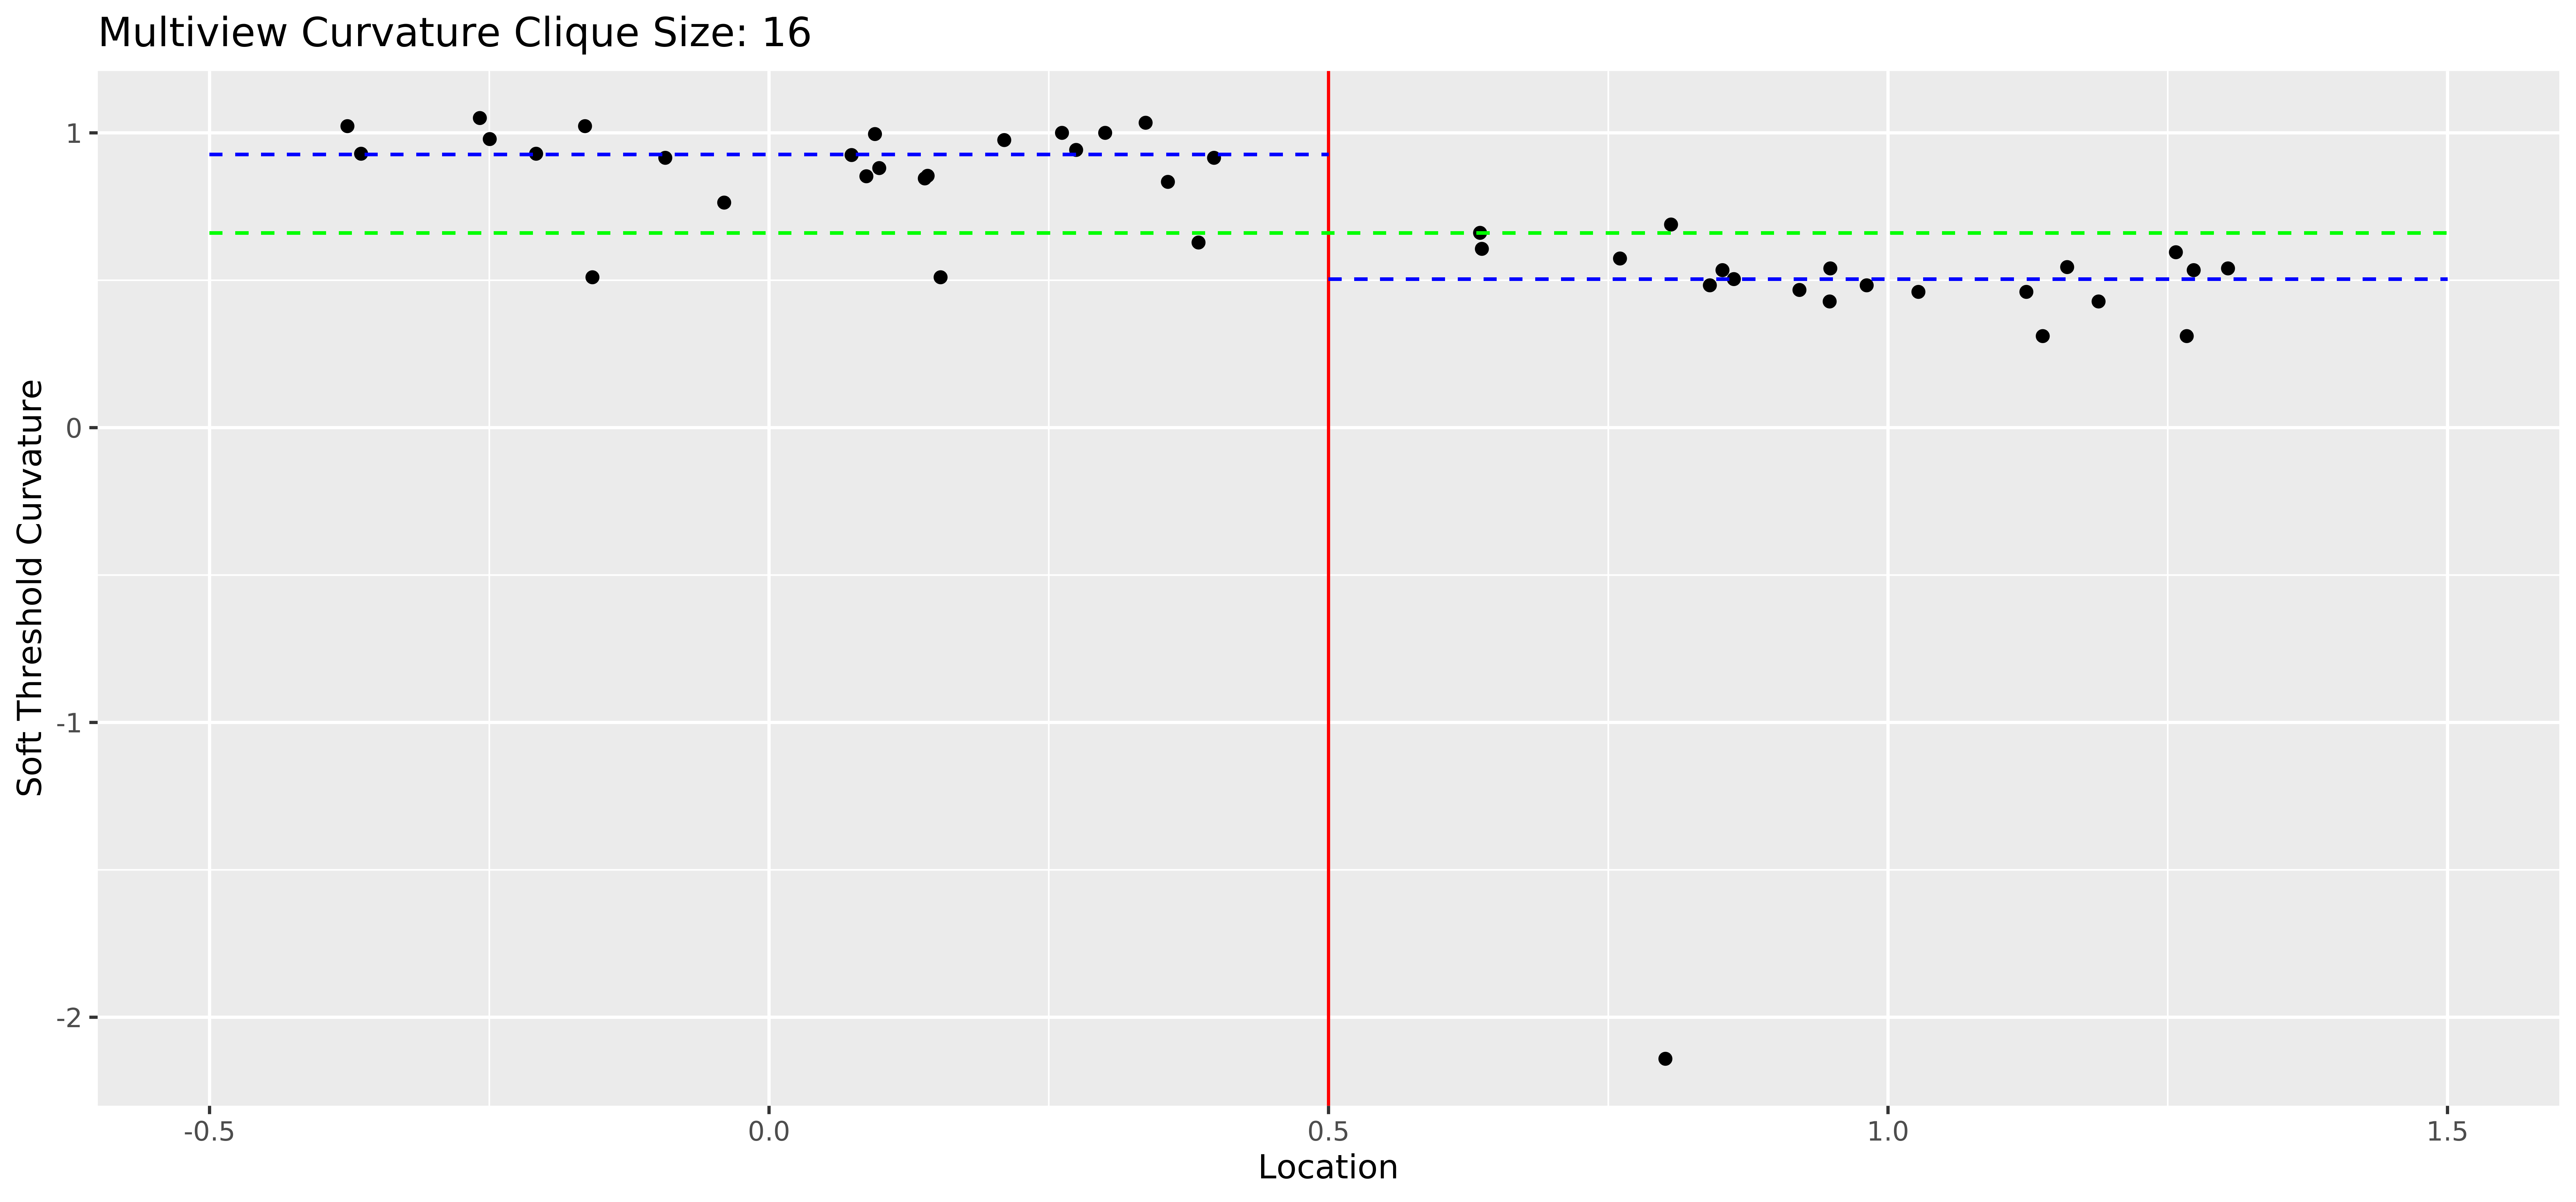 Multiview Curvature Clique Size: 16
Soft Threshold Curvature
1
0
-1
-2
-0.5 0.0 0.5 1.0 1.5
Location